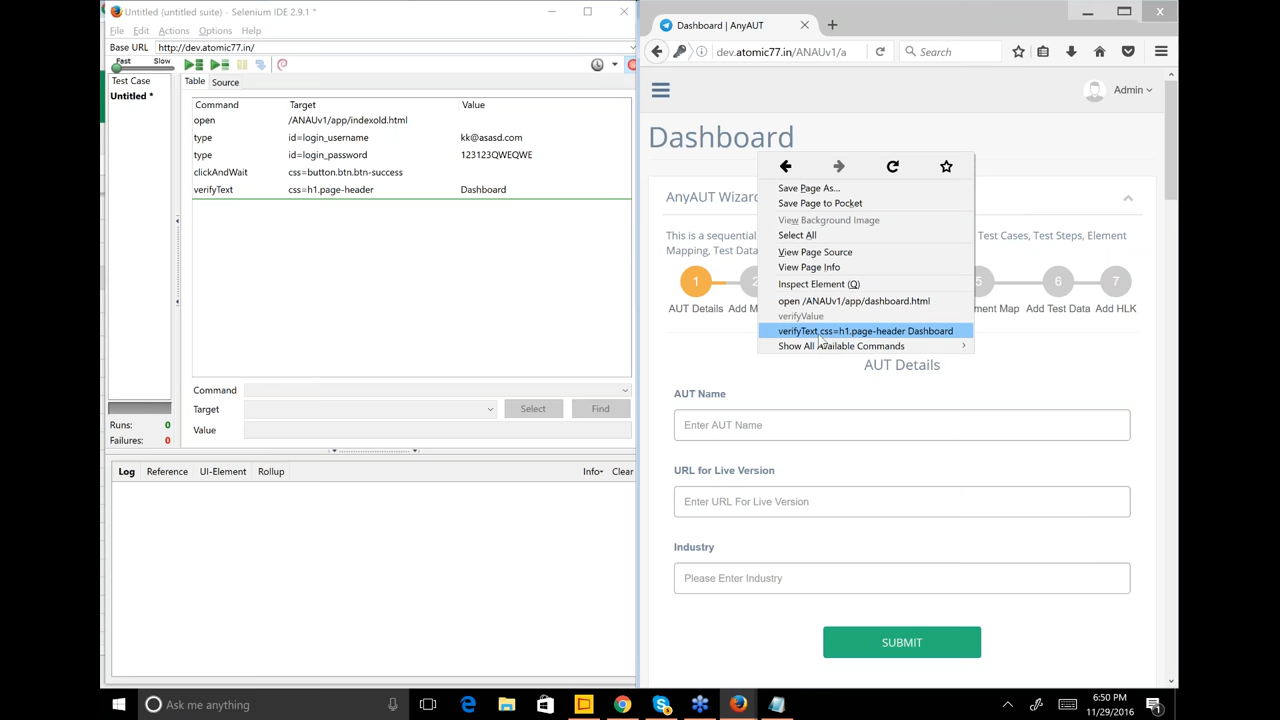 Untitled (untitled suite) - Selenium IDE 2.9.1 *
File Edit Actions Options Help
Base URL http://dev.atomic77.in/
Fast Slow
Test Case
Untitled *
Table Source
Command Target Value
open /ANAUv1/app/indexold.html
type id=login_username kk@asasd.com
type id=login_password 123123QWEQWE
clickAndWait css=button.btn.btn-success
verifyText css=h1.page-header Dashboard
Command
Target Select Find
Value
Runs: 0
Failures: 0
Log Reference UI-Element Rollup Info Clear
Dashboard | AnyAUT
dev.atomic77.in/ANAUv1/a Search
Admin
Dashboard
AnyAUT Wizard
This is a sequential Test Cases, Test Steps, Element
Mapping, Test Data
1 2 5 6 7
AUT Details Add M ment Map Add Test Data Add HLK
Save Page As...
Save Page to Pocket
View Background Image
Select All
View Page Source
View Page Info
Inspect Element (Q)
open /ANAUv1/app/dashboard.html
verifyValue
verifyText css=h1.page-header Dashboard
Show All Available Commands
AUT Details
AUT Name
Enter AUT Name
URL for Live Version
Enter URL For Live Version
Industry
Please Enter Industry
SUBMIT
Ask me anything
6:50 PM
11/29/2016
1